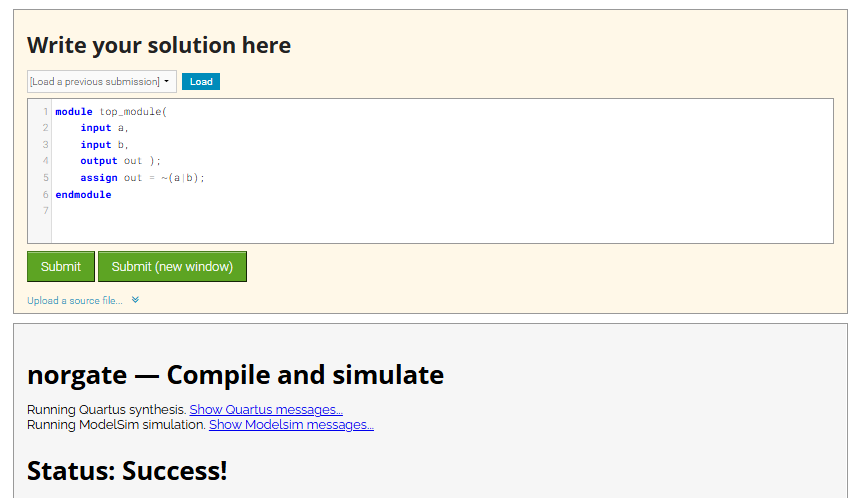 Write your solution here
[Load a previous submission] Load
1 module top_module(
2 input a,
3 input b,
4 output out );
5 assign out = ~(a|b);
6 endmodule
7
Submit Submit (new window)
Upload a source file...
norgate — Compile and simulate
Running Quartus synthesis. Show Quartus messages...
Running ModelSim simulation. Show Modelsim messages...
Status: Success!